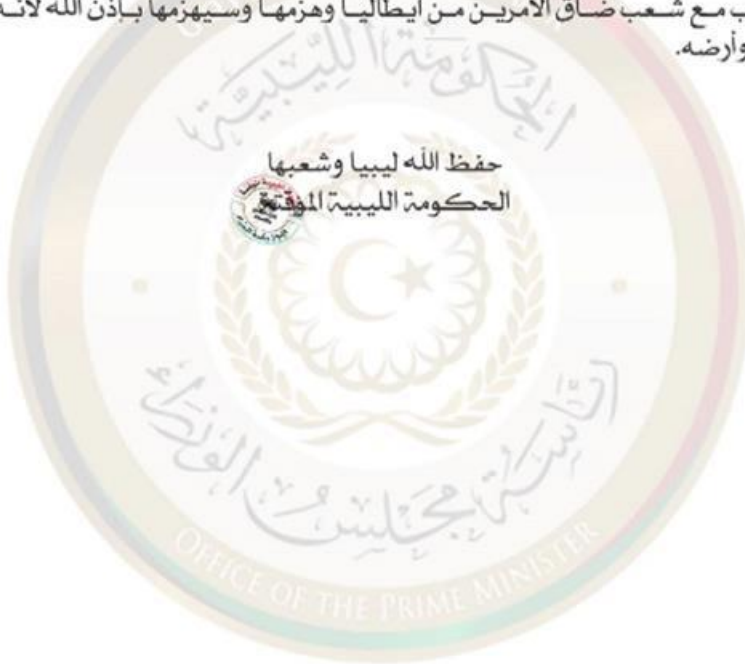 ب مع شعب ضاق الأمرين من ايطاليا وهزمها وسيهزمها بإذن الله لأنه
وأرضه.
الحكومة الليبية
حفظ الله ليبيا وشعبها
الحكومة الليبية المؤقتة
رئاسة مجلس الوزراء
OFFICE OF THE PRIME MINISTER